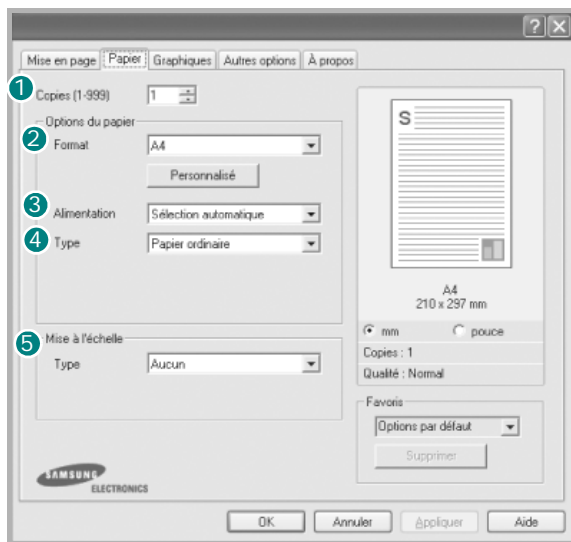 Mise en page Papier Graphiques Autres options À propos
1 Copies (1-999) 1
Options du papier
2 Format A4
Personnalisé
3 Alimentation Sélection automatique
4 Type Papier ordinaire
5 Mise à l'échelle
Type Aucun
S
A4
210 x 297 mm
mm pouce
Copies : 1
Qualité : Normal
Favoris
Options par défaut
Supprimer
SAMSUNG
ELECTRONICS
OK Annuler Appliquer Aide